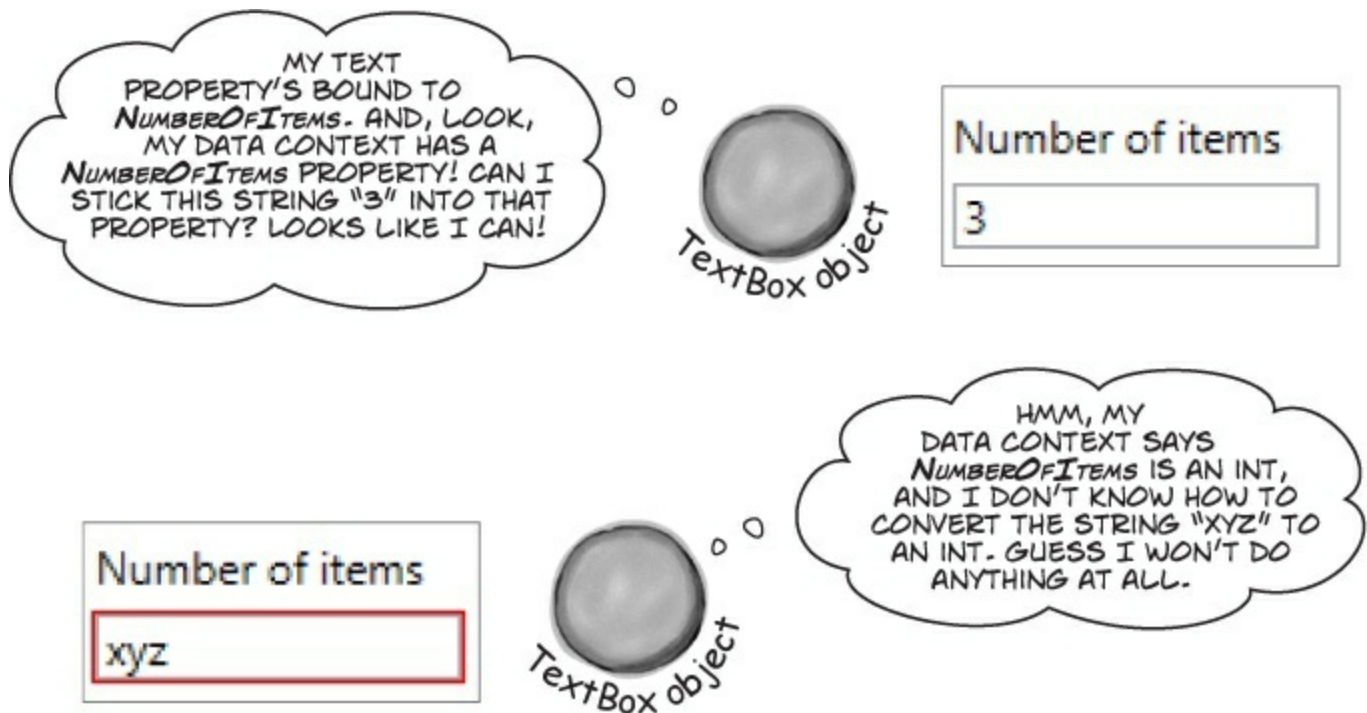 MY TEXT
PROPERTY'S BOUND TO
NUMBEROFITEMS. AND, LOOK,
MY DATA CONTEXT HAS A
NUMBEROFITEMS PROPERTY! CAN I
STICK THIS STRING "3" INTO THAT
PROPERTY? LOOKS LIKE I CAN!
TextBox object
Number of items
3
HMM, MY
DATA CONTEXT SAYS
NUMBEROFITEMS IS AN INT,
AND I DON'T KNOW HOW TO
CONVERT THE STRING "XYZ" TO
AN INT. GUESS I WON'T DO
ANYTHING AT ALL.
Number of items
xyz
TextBox object